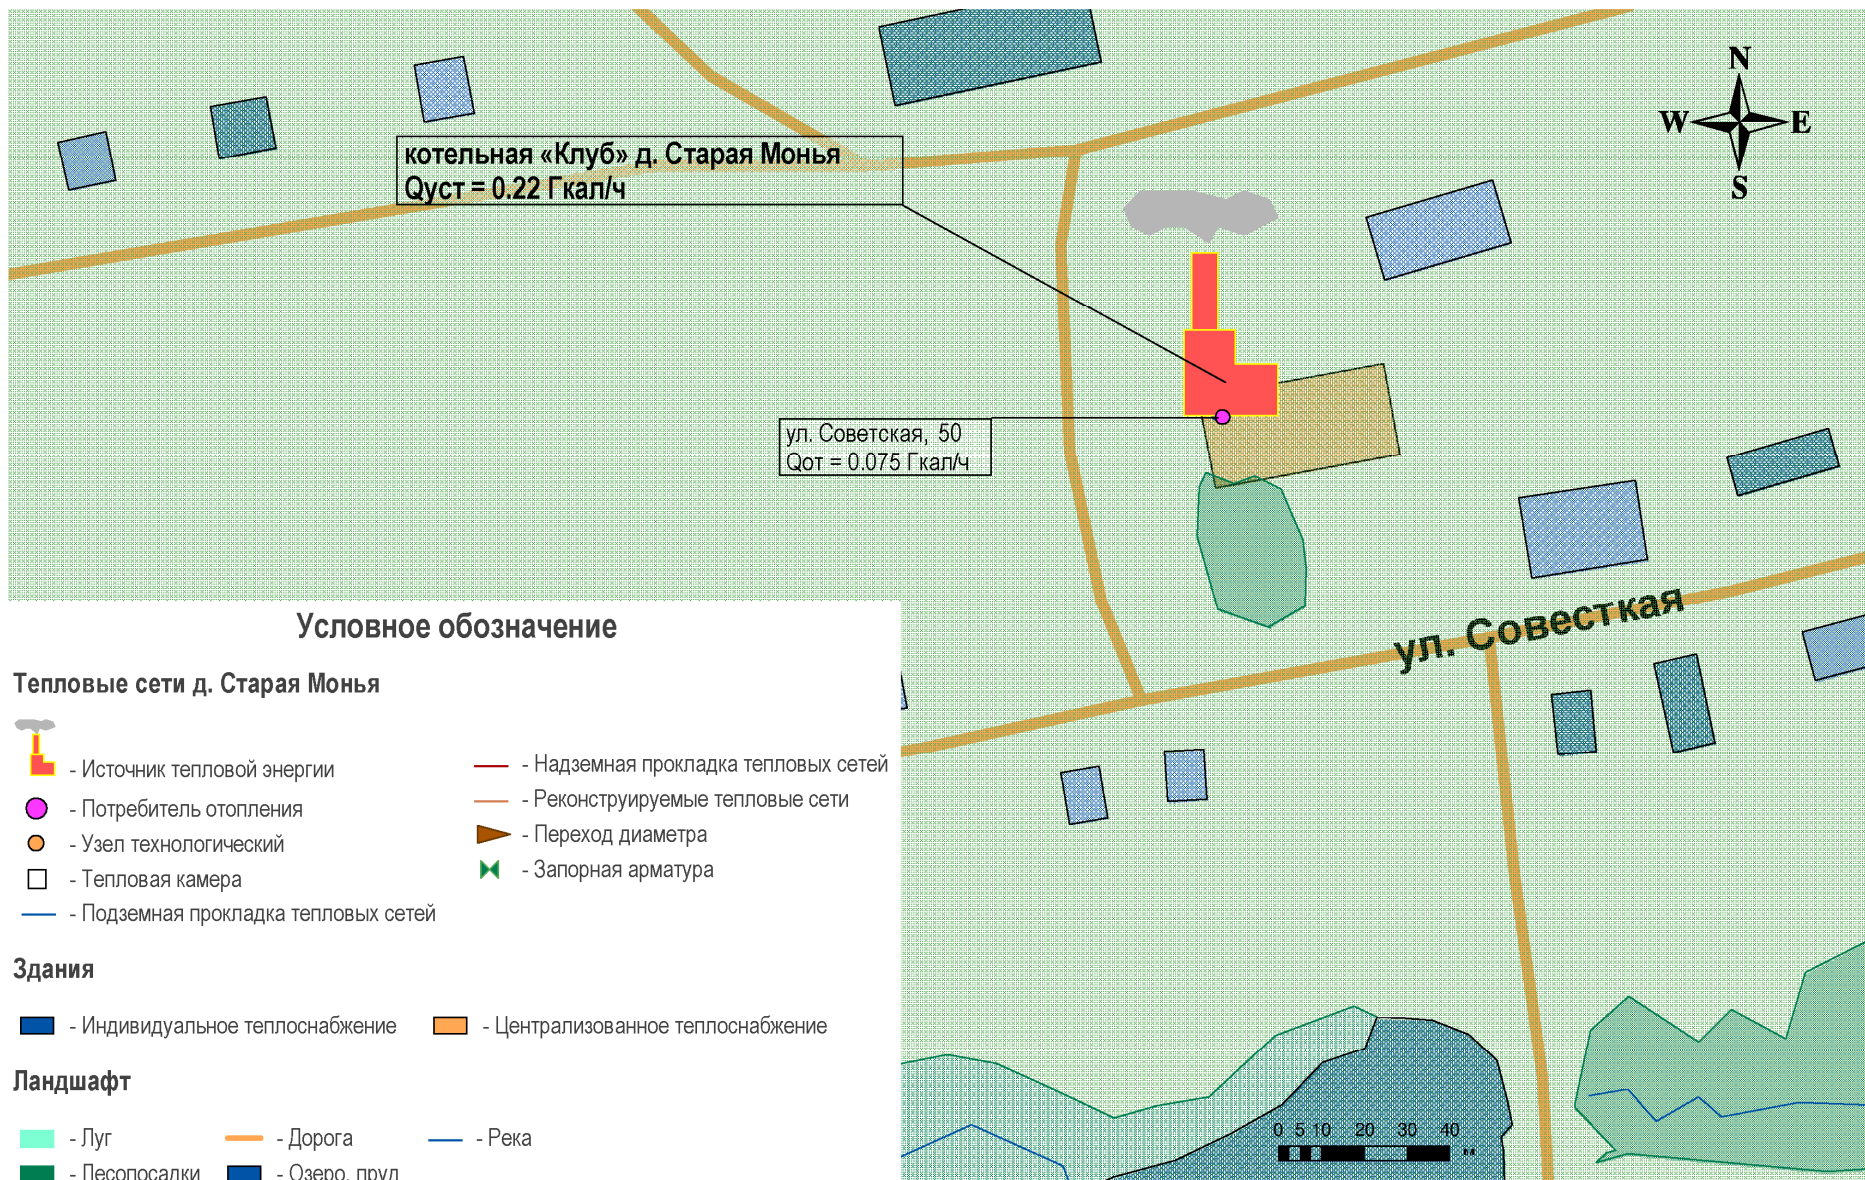 N
W E
S
котельная «Клуб» д. Старая Монья
Qуст = 0.22 Гкал/ч
ул. Советская, 50
Qот = 0.075 Гкал/ч
ул. Совесткая
Условное обозначение
Тепловые сети д. Старая Монья
- Источник тепловой энергии
- Потребитель отопления
- Узел технологический
- Тепловая камера
- Подземная прокладка тепловых сетей
- Надземная прокладка тепловых сетей
- Реконструируемые тепловые сети
- Переход диаметра
- Запорная арматура
Здания
- Индивидуальное теплоснабжение
- Централизованное теплоснабжение
Ландшафт
- Луг
- Дорога
- Река
- Лесопосадки
- Озеро, пруд
0 5 10 20 30 40
м